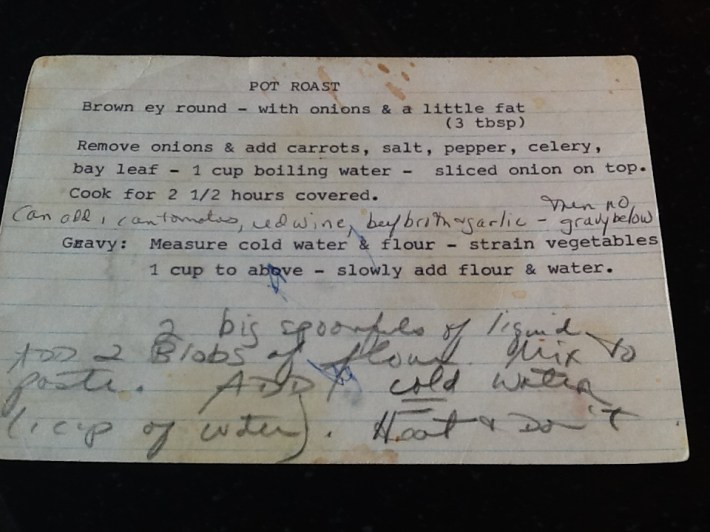 POT ROAST
Brown ey round - with onions & a little fat
(3 tbsp)
Remove onions & add carrots, salt, pepper, celery,
bay leaf - 1 cup boiling water - sliced onion on top.
Cook for 2 1/2 hours covered.
Can add 1 can tomatoes, red wine, beef broth & garlic - Then no
gravy below
Gravy: Measure cold water & flour - strain vegetables
1 cup to above - slowly add flour & water.
2 big spoonfuls of liquid
ADD 2 Blobs of flour. Mix to
paste. ADD cold water
(1 cup of water). Heat & Don't